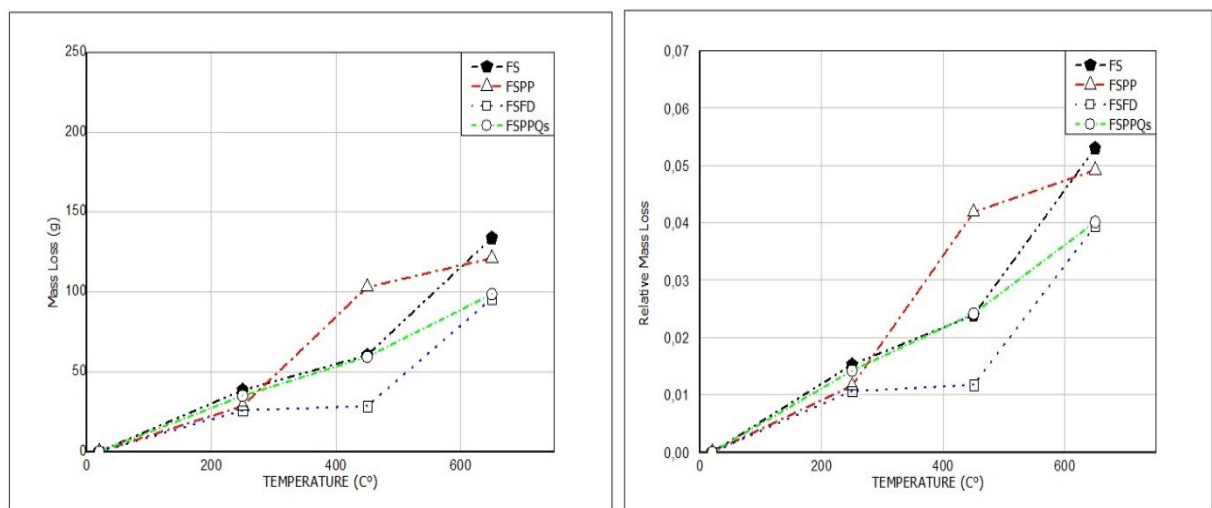 250
200
150
100
50
0
Mass Loss (g)
0
200
400
600
TEMPERATURE (Cº)
FS
FSPP
FSFD
FSPPQs
0,07
0,06
0,05
0,04
0,03
0,02
0,01
0,00
Relative Mass Loss
0
200
400
600
TEMPERATURE (Cº)
FS
FSPP
FSFD
FSPPQs